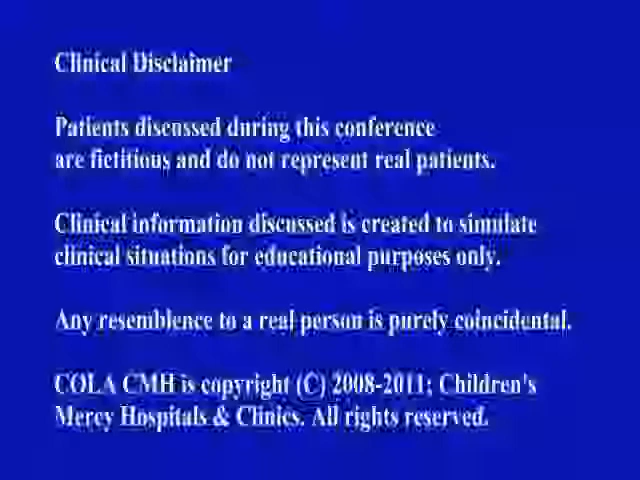 Clinical Disclaimer
Patients discussed during this conference
are fictitious and do not represent real patients.
Clinical information discussed is created to simulate
clinical situations for educational purposes only.
Any resemblence to a real person is purely coincidental.
COLA CMH is copyright (C) 2008-2011; Children's
Mercy Hospitals & Clinics. All rights reserved.